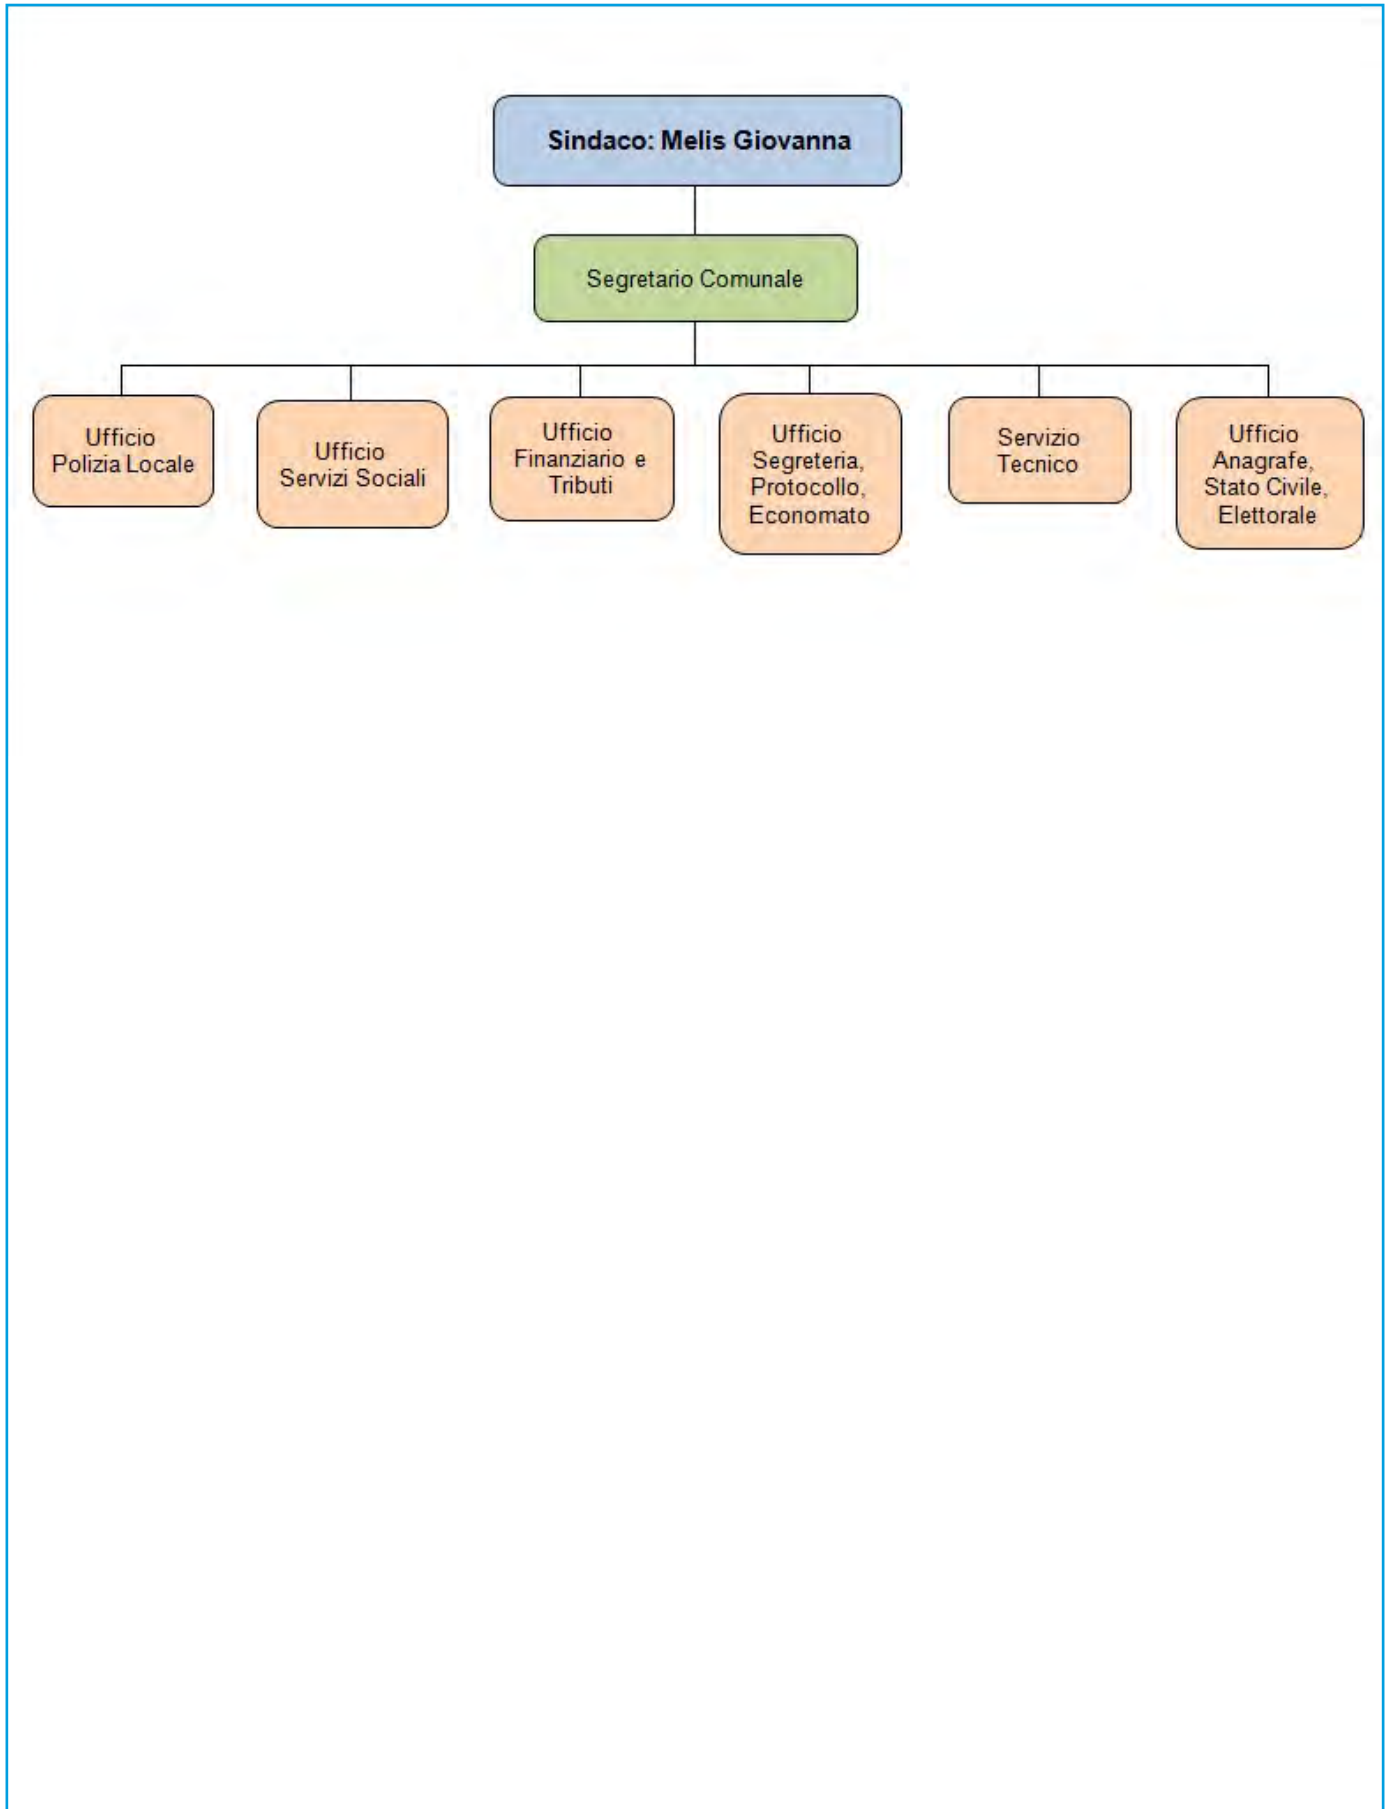 Sindaco: Melis Giovanna
Segretario Comunale
Ufficio
Polizia Locale
Ufficio
Servizi Sociali
Ufficio
Finanziario e
Tributi
Ufficio
Segreteria,
Protocollo,
Economato
Servizio
Tecnico
Ufficio
Anagrafe,
Stato Civile,
Elettorale